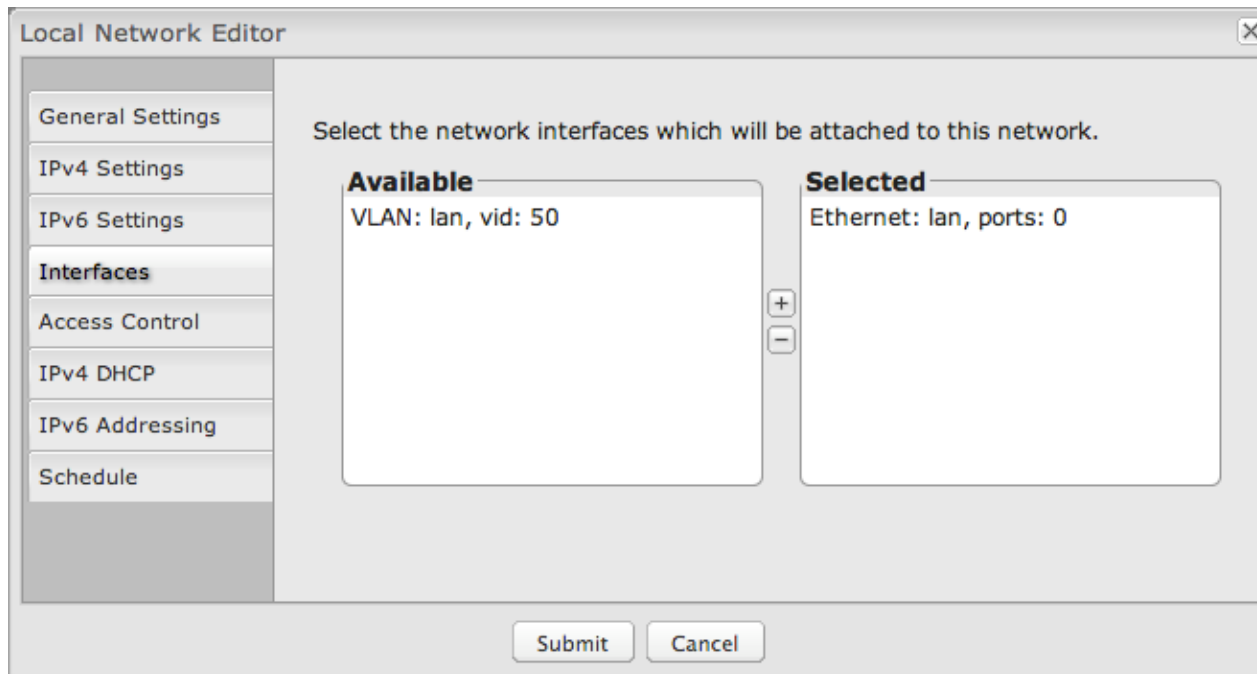 Local Network Editor
General Settings
IPv4 Settings
IPv6 Settings
Interfaces
Access Control
IPv4 DHCP
IPv6 Addressing
Schedule
Select the network interfaces which will be attached to this network.
Available
VLAN: lan, vid: 50
+
−
Selected
Ethernet: lan, ports: 0
Submit
Cancel